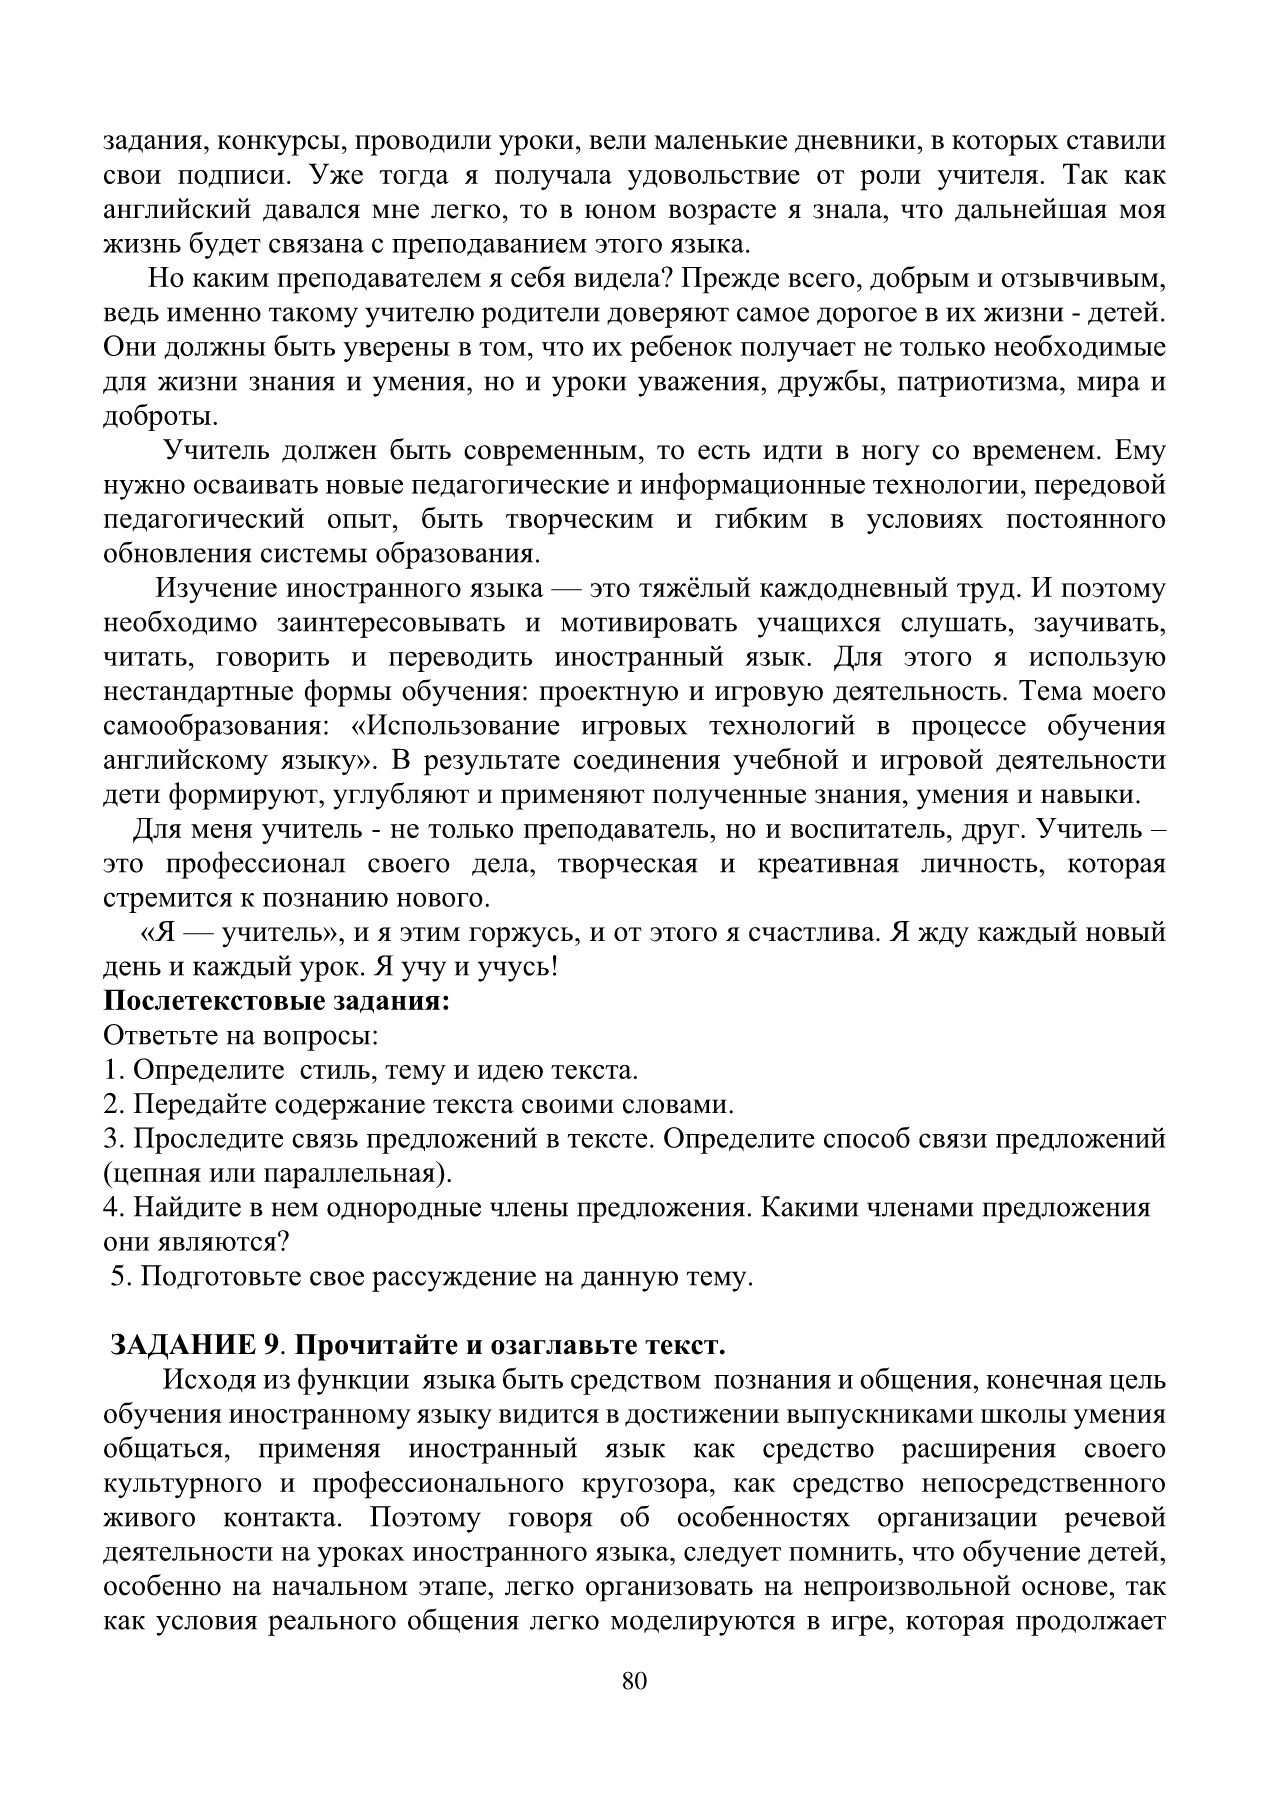 задания, конкурсы, проводили уроки, вели маленькие дневники, в которых ставили
свои подписи. Уже тогда я получала удовольствие от роли учителя. Так как
английский давался мне легко, то в юном возрасте я знала, что дальнейшая моя
жизнь будет связана с преподаванием этого языка.
Но каким преподавателем я себя видела? Прежде всего, добрым и отзывчивым,
ведь именно такому учителю родители доверяют самое дорогое в их жизни - детей.
Они должны быть уверены в том, что их ребенок получает не только необходимые
для жизни знания и умения, но и уроки уважения, дружбы, патриотизма, мира и
доброты.
Учитель должен быть современным, то есть идти в ногу со временем. Ему
нужно осваивать новые педагогические и информационные технологии, передовой
педагогический опыт, быть творческим и гибким в условиях постоянного
обновления системы образования.
Изучение иностранного языка — это тяжёлый каждодневный труд. И поэтому
необходимо заинтересовывать и мотивировать учащихся слушать, заучивать,
читать, говорить и переводить иностранный язык. Для этого я использую
нестандартные формы обучения: проектную и игровую деятельность. Тема моего
самообразования: «Использование игровых технологий в процессе обучения
английскому языку». В результате соединения учебной и игровой деятельности
дети формируют, углубляют и применяют полученные знания, умения и навыки.
Для меня учитель - не только преподаватель, но и воспитатель, друг. Учитель –
это профессионал своего дела, творческая и креативная личность, которая
стремится к познанию нового.
«Я — учитель», и я этим горжусь, и от этого я счастлива. Я жду каждый новый
день и каждый урок. Я учу и учусь!
Послетекстовые задания:
Ответьте на вопросы:
1. Определите стиль, тему и идею текста.
2. Передайте содержание текста своими словами.
3. Проследите связь предложений в тексте. Определите способ связи предложений
(цепная или параллельная).
4. Найдите в нем однородные члены предложения. Какими членами предложения
они являются?
5. Подготовьте свое рассуждение на данную тему.
ЗАДАНИЕ 9. Прочитайте и озаглавьте текст.
Исходя из функции языка быть средством познания и общения, конечная цель
обучения иностранному языку видится в достижении выпускниками школы умения
общаться, применяя иностранный язык как средство расширения своего
культурного и профессионального кругозора, как средство непосредственного
живого контакта. Поэтому говоря об особенностях организации речевой
деятельности на уроках иностранного языка, следует помнить, что обучение детей,
особенно на начальном этапе, легко организовать на непроизвольной основе, так
как условия реального общения легко моделируются в игре, которая продолжает
80